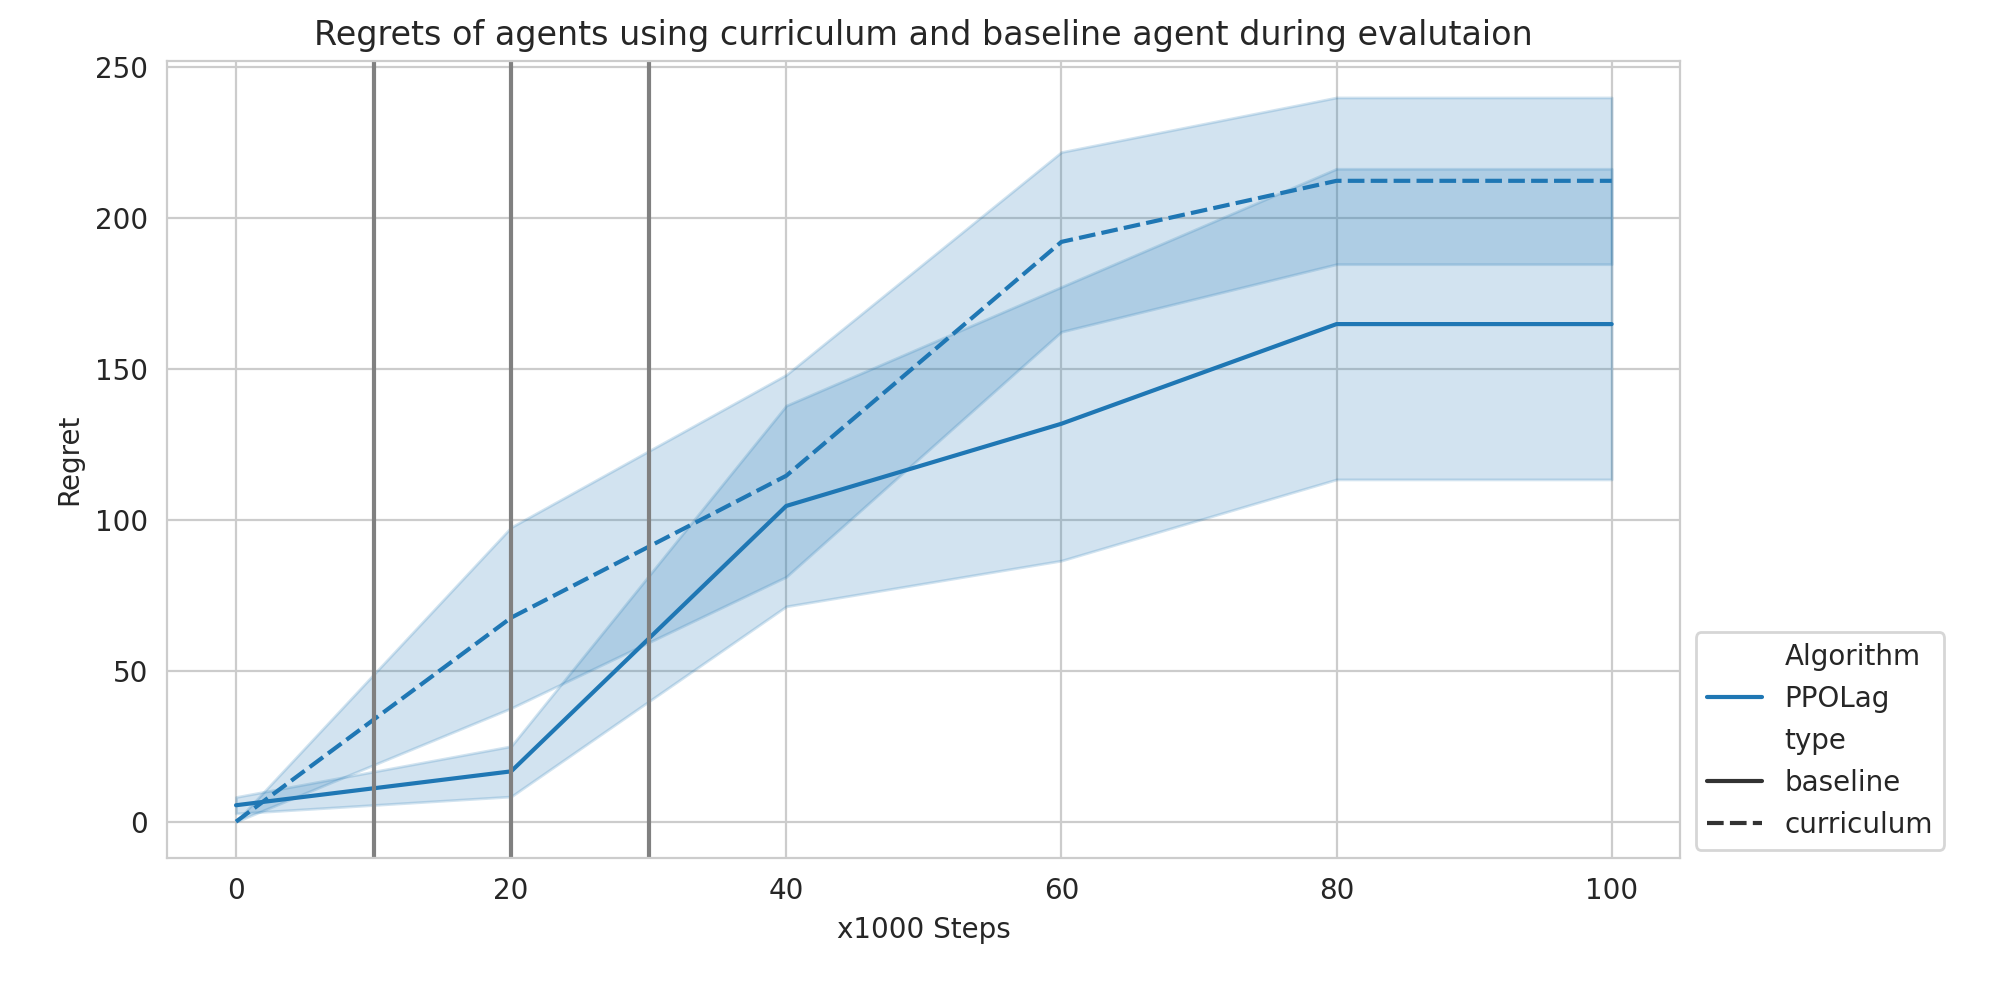 Regrets of agents using curriculum and baseline agent during evalutaion
250
200
150
100
50
0
Regret
0 20 40 60 80 100
x1000 Steps
Algorithm
PPOLag
type
baseline
curriculum